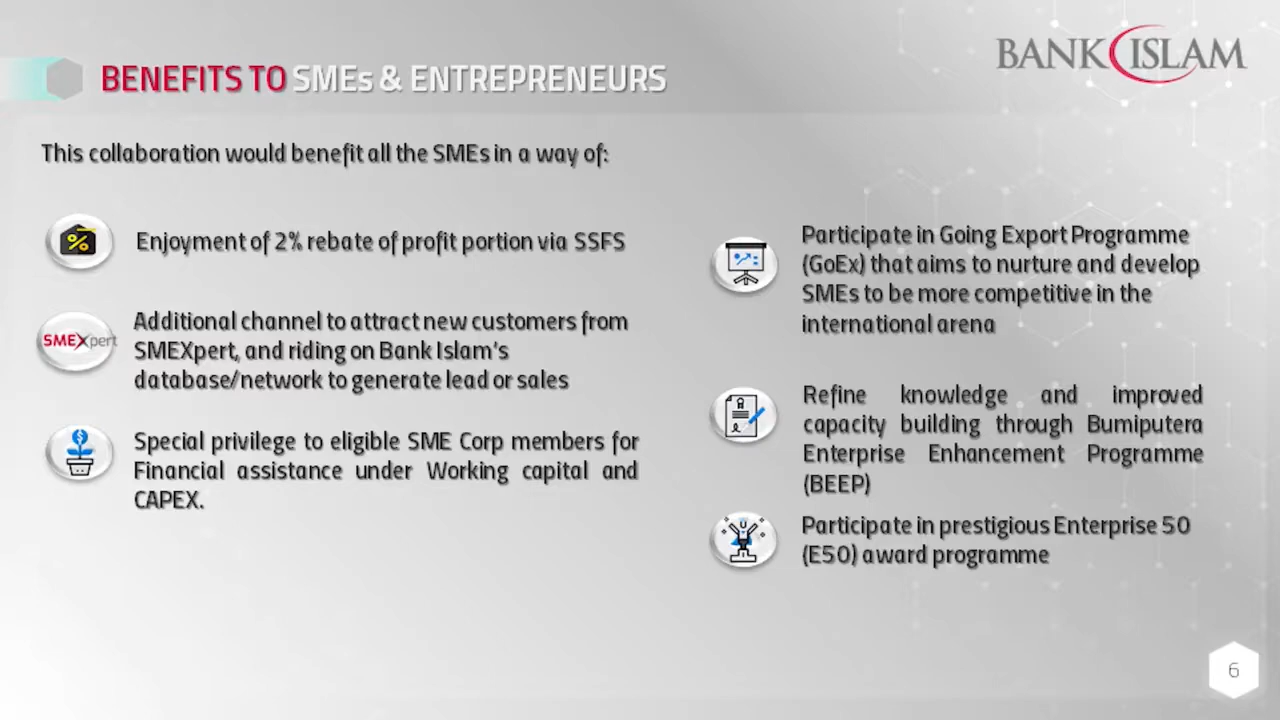 BANK ISLAM
BENEFITS TO SMEs & ENTREPRENEURS
This collaboration would benefit all the SMEs in a way of:
Enjoyment of 2% rebate of profit portion via SSFS
SMEXpert
Additional channel to attract new customers from
SMEXpert, and riding on Bank Islam's
database/network to generate lead or sales
Special privilege to eligible SME Corp members for
Financial assistance under Working capital and
CAPEX.
Participate in Going Export Programme
(GoEx) that aims to nurture and develop
SMEs to be more competitive in the
international arena
Refine knowledge and improved
capacity building through Bumiputera
Enterprise Enhancement Programme
(BEEP)
Participate in prestigious Enterprise 50
(E50) award programme
6